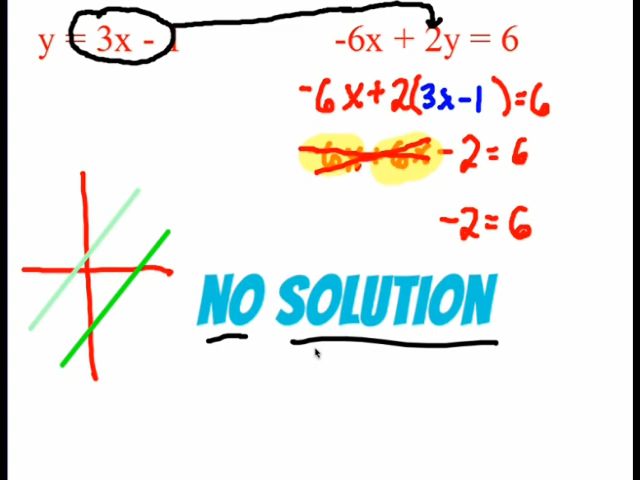 y = 3x - 1
-6x + 2y = 6
-6x+2(3x-1)=6
-6x+6x-2=6
-2=6
NO SOLUTION